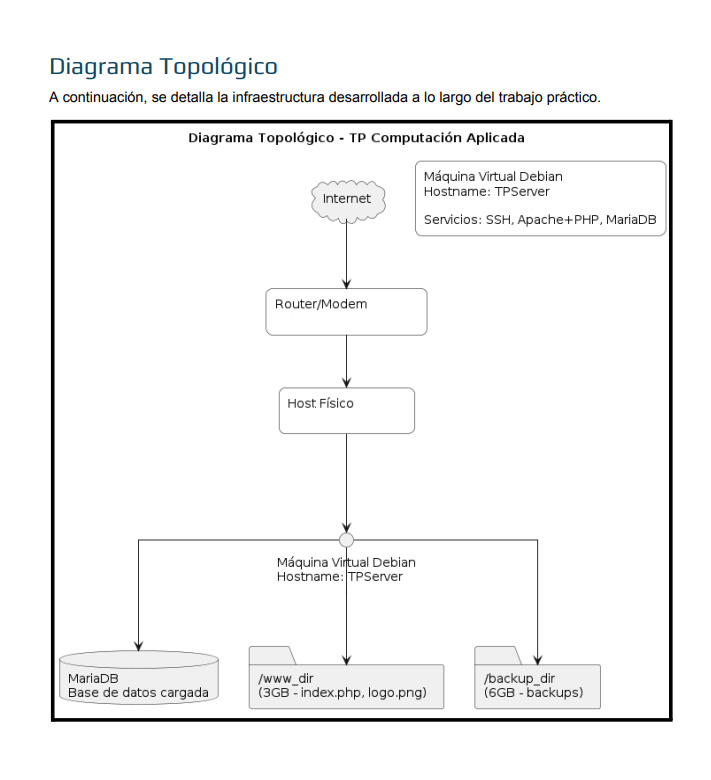 Diagrama Topológico
A continuación, se detalla la infraestructura desarrollada a lo largo del trabajo práctico.
Diagrama Topológico - TP Computación Aplicada
Internet
Máquina Virtual Debian
Hostname: TPServer
Servicios: SSH, Apache+PHP, MariaDB
Router/Modem
Host Físico
Máquina Virtual Debian
Hostname: TPServer
MariaDB
Base de datos cargada
/www_dir
(3GB - index.php, logo.png)
/backup_dir
(6GB - backups)